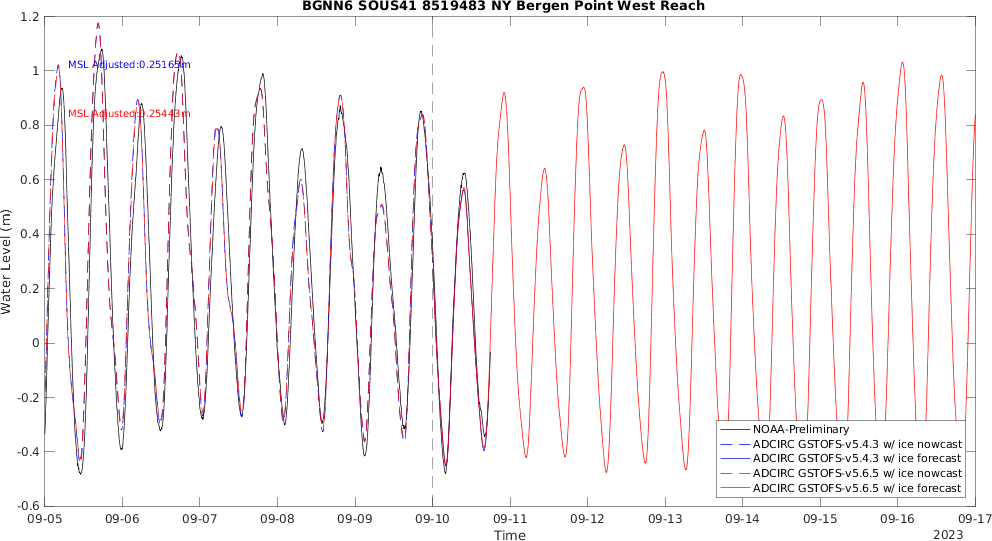 BGNN6 SOUS41 8519483 NY Bergen Point West Reach
1.2
1
0.8
0.6
0.4
0.2
0
-0.2
-0.4
-0.6
Water Level (m)
MSL Adjusted:0.25163m
MSL Adjusted:0.25443m
NOAA-Preliminary
ADCIRC GSTOFS-v5.4.3 w/ ice nowcast
ADCIRC GSTOFS-v5.4.3 w/ ice forecast
ADCIRC GSTOFS-v5.6.5 w/ ice nowcast
ADCIRC GSTOFS-v5.6.5 w/ ice forecast
09-05 09-06 09-07 09-08 09-09 09-10 09-11 09-12 09-13 09-14 09-15 09-16 09-17
Time
2023